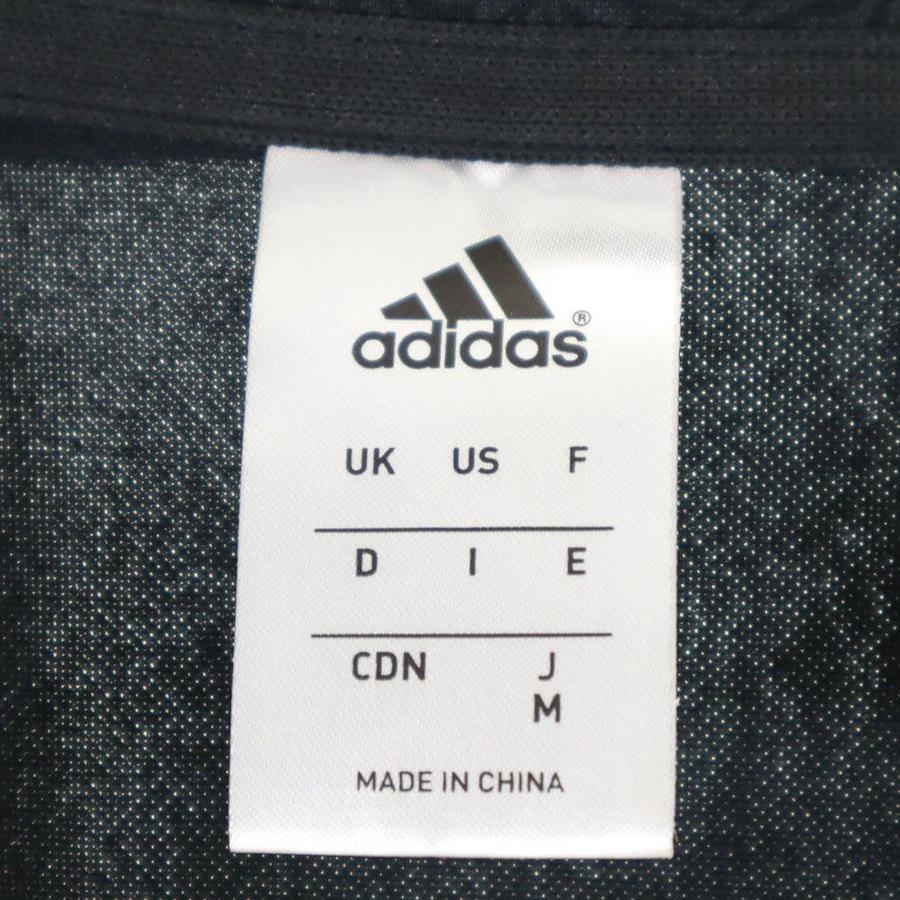 adidas®
UK US F
D I E
CDN J
M
MADE IN CHINA